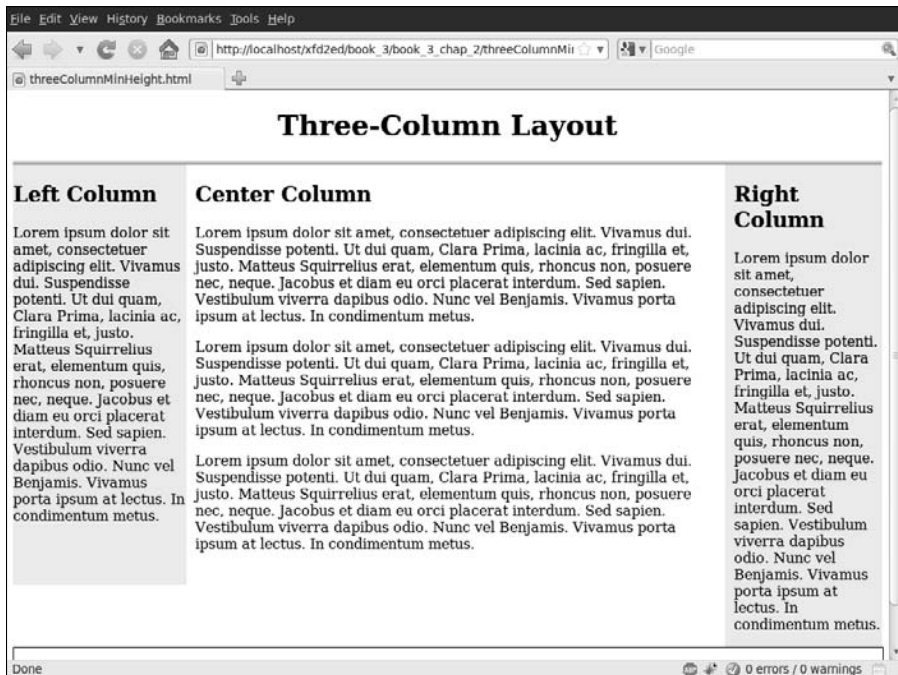 File Edit View History Bookmarks Tools Help
http://localhost/xfd2ed/book_3/book_3_chap_2/threeColumnMi
Google
threeColumnMinHeight.html
Three-Column Layout
Left Column
Lorem ipsum dolor sit
amet, consectetuer
adipiscing elit. Vivamus
dui. Suspendisse
potenti. Ut dui quam,
Clara Prima, lacinia ac,
fringilla et, justo.
Matteus Squirrelius
erat, elementum quis,
rhoncus non, posuere
nec, neque. Jacobus et
diam eu orci placerat
interdum. Sed sapien.
Vestibulum viverra
dapibus odio. Nunc vel
Benjamis. Vivamus
porta ipsum at lectus. In
condimentum metus.
Center Column
Lorem ipsum dolor sit amet, consectetuer adipiscing elit. Vivamus dui.
Suspendisse potenti. Ut dui quam, Clara Prima, lacinia ac, fringilla et,
justo. Matteus Squirrelius erat, elementum quis, rhoncus non, posuere
nec, neque. Jacobus et diam eu orci placerat interdum. Sed sapien.
Vestibulum viverra dapibus odio. Nunc vel Benjamis. Vivamus porta
ipsum at lectus. In condimentum metus.
Lorem ipsum dolor sit amet, consectetuer adipiscing elit. Vivamus dui.
Suspendisse potenti. Ut dui quam, Clara Prima, lacinia ac, fringilla et,
justo. Matteus Squirrelius erat, elementum quis, rhoncus non, posuere
nec, neque. Jacobus et diam eu orci placerat interdum. Sed sapien.
Vestibulum viverra dapibus odio. Nunc vel Benjamis. Vivamus porta
ipsum at lectus. In condimentum metus.
Lorem ipsum dolor sit amet, consectetuer adipiscing elit. Vivamus dui.
Suspendisse potenti. Ut dui quam, Clara Prima, lacinia ac, fringilla et,
justo. Matteus Squirrelius erat, elementum quis, rhoncus non, posuere
nec, neque. Jacobus et diam eu orci placerat interdum. Sed sapien.
Vestibulum viverra dapibus odio. Nunc vel Benjamis. Vivamus porta
ipsum at lectus. In condimentum metus.
Right
Column
Lorem ipsum dolor
sit amet,
consectetuer
adipiscing elit.
Vivamus dui.
Suspendisse potenti.
Ut dui quam, Clara
Prima, lacinia ac,
fringilla et, justo.
Matteus Squirrelius
erat, elementum
quis, rhoncus non,
posuere nec, neque.
Jacobus et diam eu
orci placerat
interdum. Sed
sapien. Vestibulum
viverra dapibus
odio. Nunc vel
Benjamis. Vivamus
porta ipsum at
lectus. In
condimentum metus.
Done
ABP
0 errors / 0 warnings